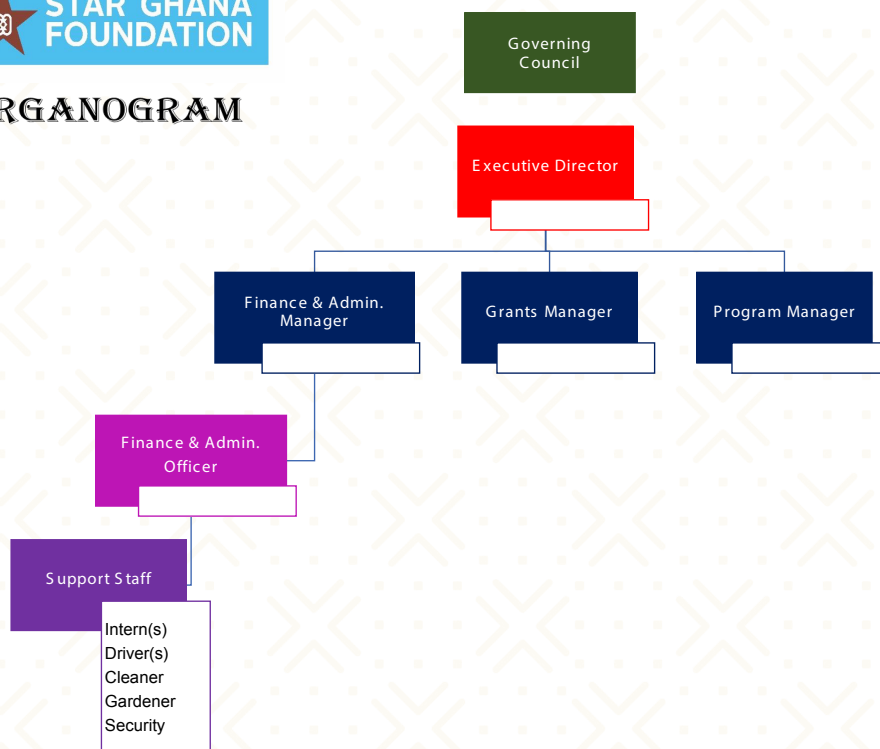 STAR GHANA
FOUNDATION
RGANOGRAM
Governing
Council
Executive Director
Finance & Admin.
Manager
Grants Manager
Program Manager
Finance & Admin.
Officer
Support Staff
Intern(s)
Driver(s)
Cleaner
Gardener
Security